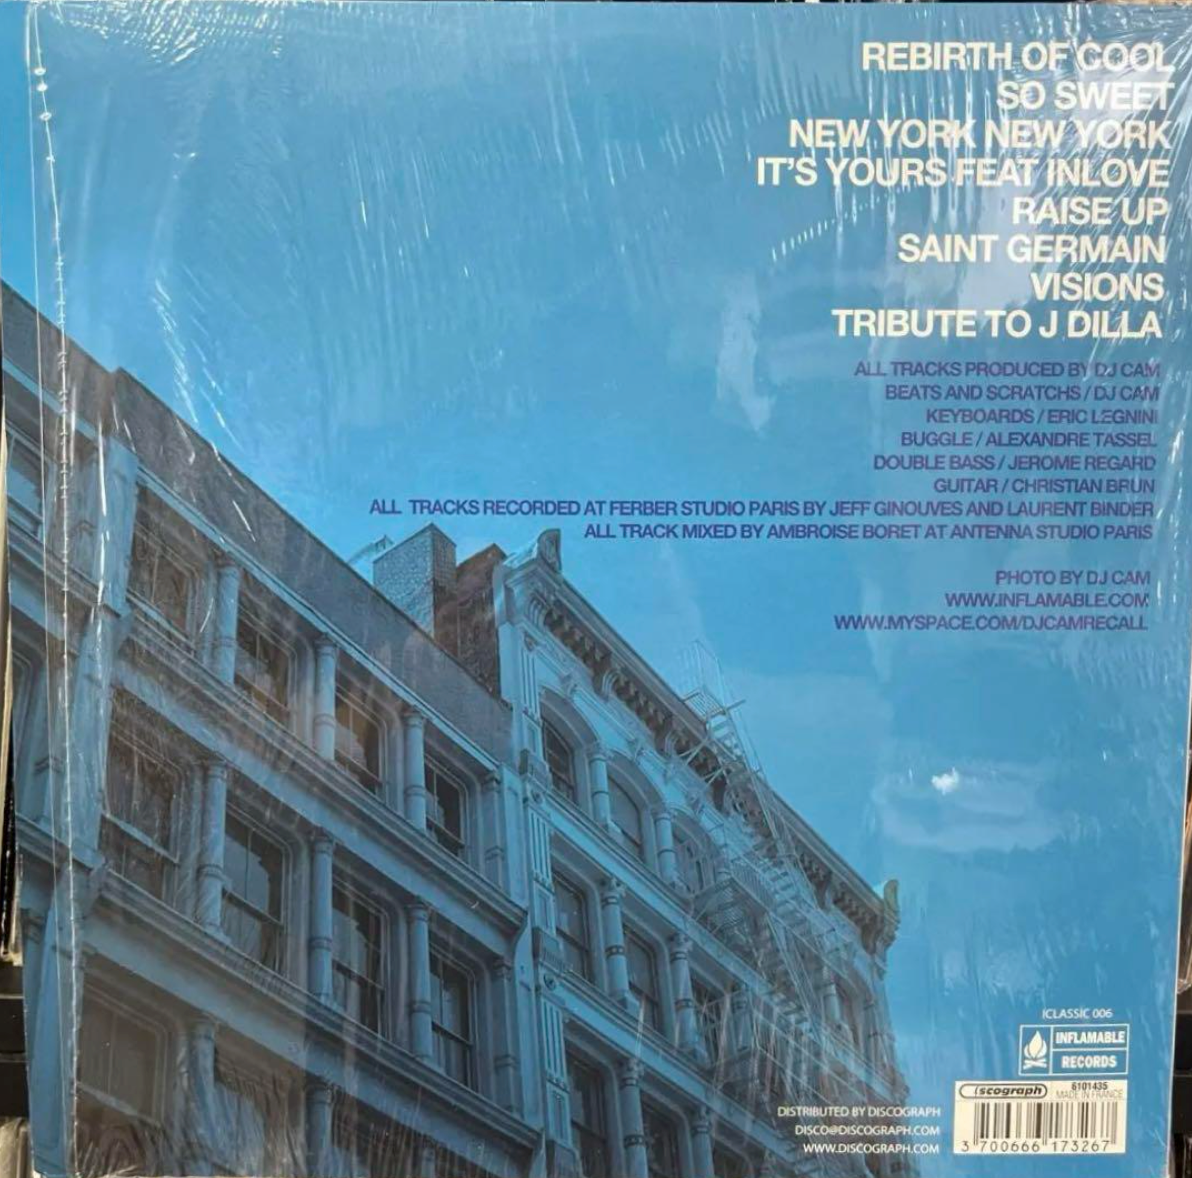 REBIRTH OF COOL
SO SWEET
NEW YORK NEW YORK
IT'S YOURS FEAT INLOVE
RAISE UP
SAINT GERMAIN
VISIONS
TRIBUTE TO J DILLA
ALL TRACKS PRODUCED BY DJ CAM
BEATS AND SCRATCHS / DJ CAM
KEYBOARDS / ERIC LEGNINI
BUGGLE / ALEXANDRE TASSEL
DOUBLE BASS / JEROME REGARD
GUITAR / CHRISTIAN BRUN
ALL TRACKS RECORDED AT FERBER STUDIO PARIS BY JEFF GINOUVES AND LAURENT BINDER
ALL TRACK MIXED BY AMBROISE BORET AT ANTENNA STUDIO PARIS
PHOTO BY DJ CAM
WWW.INFLAMABLE.COM
WWW.MYSPACE.COM/DJCAMRECALL
ICLASSIC 006
INFLAMABLE
RECORDS
discograph
6101435
MADE IN FRANCE
DISTRIBUTED BY DISCOGRAPH
DISCO@DISCOGRAPH.COM
WWW.DISCOGRAPH.COM
3 700666 173267